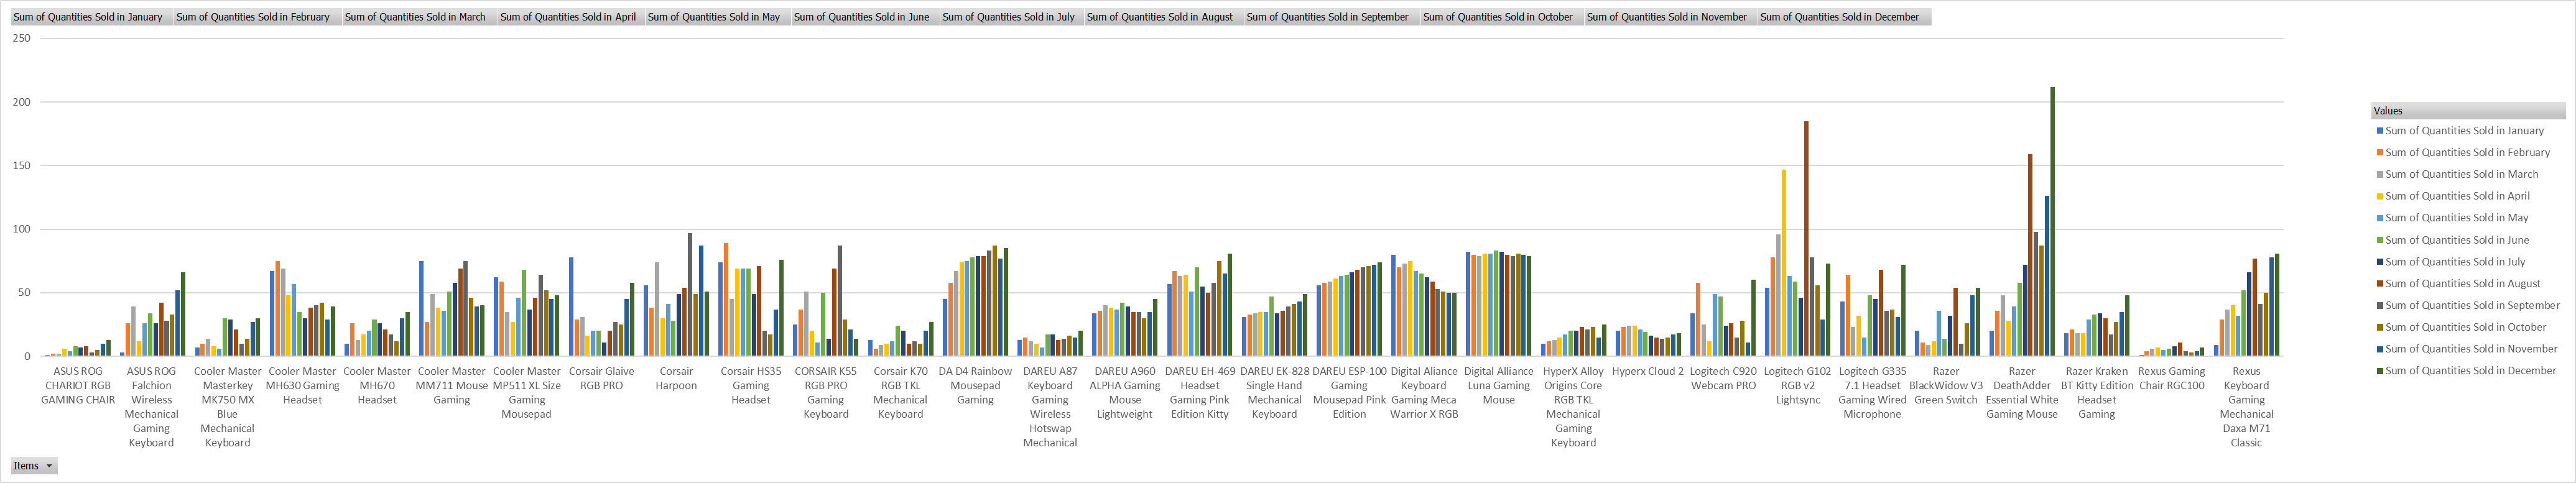 Sum of Quantities Sold in January Sum of Quantities Sold in February Sum of Quantities Sold in March Sum of Quantities Sold in April Sum of Quantities Sold in May Sum of Quantities Sold in June Sum of Quantities Sold in July Sum of Quantities Sold in August Sum of Quantities Sold in September Sum of Quantities Sold in October Sum of Quantities Sold in November Sum of Quantities Sold in December
250
200
150
100
50
0
ASUS ROG
CHARIOT RGB
GAMING CHAIR
ASUS ROG
Falchion
Wireless
Mechanical
Gaming
Keyboard
Cooler Master
Masterkey
MK750 MX
Blue
Mechanical
Keyboard
Cooler Master
MH630 Gaming
Headset
Cooler Master
MH670
Headset
Cooler Master
MM711 Mouse
Gaming
Cooler Master
MP511 XL Size
Gaming
Mousepad
Corsair Glaive
RGB PRO
Corsair
Harpoon
Corsair HS35
Gaming
Headset
CORSAIR K55
RGB PRO
Gaming
Keyboard
Corsair K70
RGB TKL
Mechanical
Keyboard
DA D4 Rainbow
Mousepad
Gaming
DAREU A87
Keyboard
Gaming
Wireless
Hotswap
Mechanical
DAREU A960
ALPHA Gaming
Mouse
Lightweight
DAREU EH-469
Headset
Gaming Pink
Edition Kitty
DAREU EK-828
Single Hand
Mechanical
Keyboard
DAREU ESP-100
Gaming
Mousepad Pink
Edition
Digital Aliance
Keyboard
Gaming Meca
Warrior X RGB
Digital Alliance
Luna Gaming
Mouse
HyperX Alloy
Origins Core
RGB TKL
Mechanical
Gaming
Keyboard
Hyperx Cloud 2
Logitech C920
Webcam PRO
Logitech G102
RGB v2
Lightsync
Logitech G335
7.1 Headset
Gaming Wired
Microphone
Razer
BlackWidow V3
Green Switch
Razer
DeathAdder
Essential White
Gaming Mouse
Razer Kraken
BT Kitty Edition
Headset
Gaming
Rexus Gaming
Chair RGC100
Rexus
Keyboard
Gaming
Mechanical
Daxa M71
Classic
Items
Values
Sum of Quantities Sold in January
Sum of Quantities Sold in February
Sum of Quantities Sold in March
Sum of Quantities Sold in April
Sum of Quantities Sold in May
Sum of Quantities Sold in June
Sum of Quantities Sold in July
Sum of Quantities Sold in August
Sum of Quantities Sold in September
Sum of Quantities Sold in October
Sum of Quantities Sold in November
Sum of Quantities Sold in December